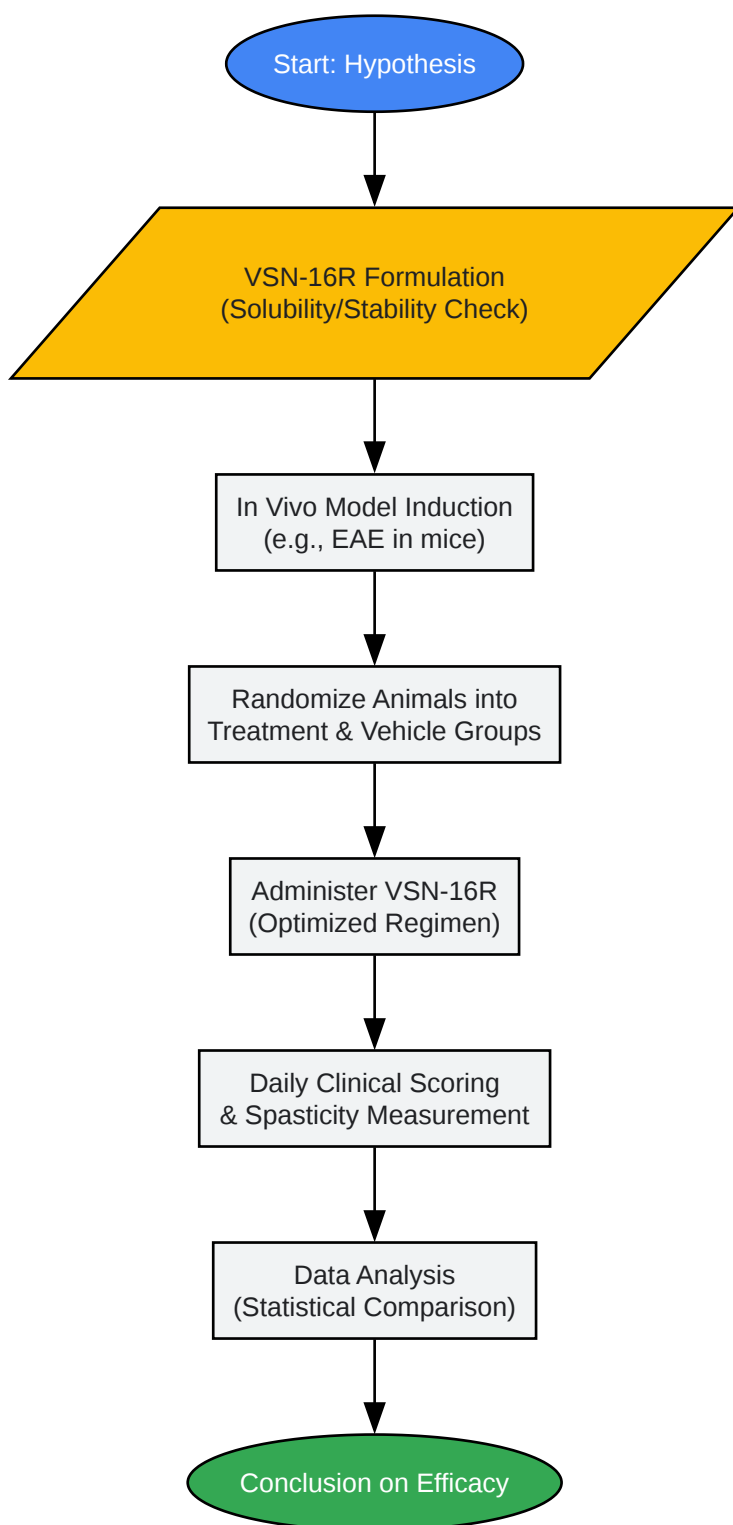 Start: Hypothesis
VSN-16R Formulation
(Solubility/Stability Check)
In Vivo Model Induction
(e.g., EAE in mice)
Randomize Animals into
Treatment & Vehicle Groups
Administer VSN-16R
(Optimized Regimen)
Daily Clinical Scoring
& Spasticity Measurement
Data Analysis
(Statistical Comparison)
Conclusion on Efficacy